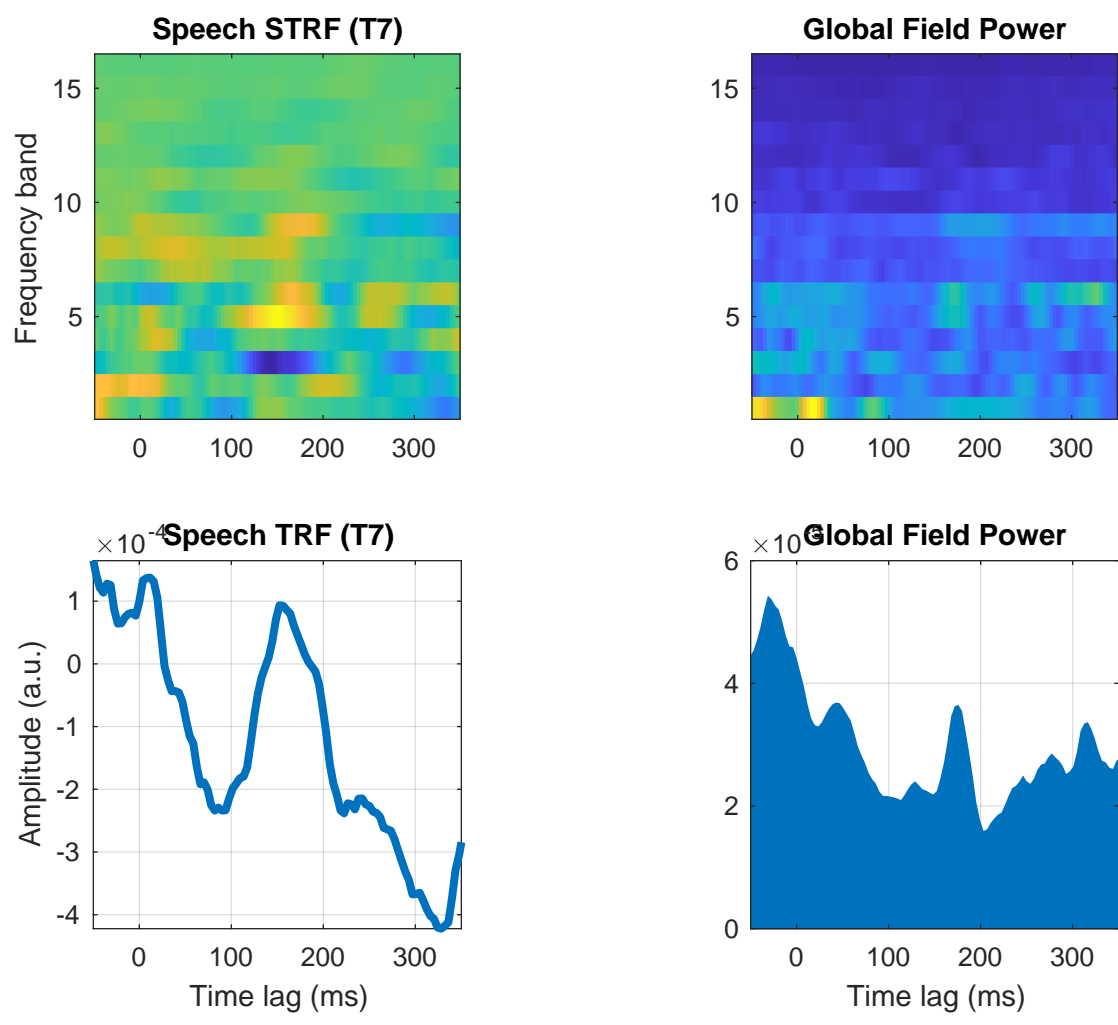 Speech STRF (T7)
Frequency band
15
10
5
0 100 200 300
Global Field Power
15
10
5
0 100 200 300
Speech TRF (T7)
×10⁻⁴
Amplitude (a.u.)
1
0
-1
-2
-3
-4
0 100 200 300
Time lag (ms)
Global Field Power
×10
6
4
2
0
0 100 200 300
Time lag (ms)